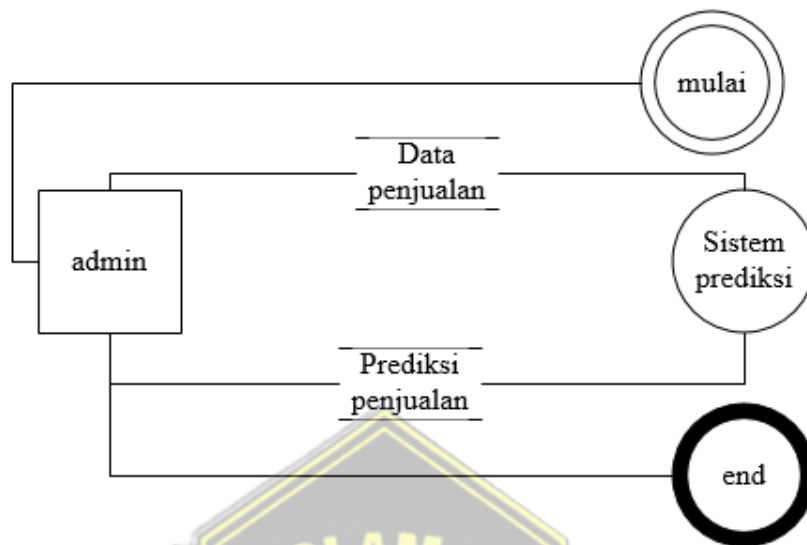 mulai
Data
penjualan
admin
Sistem
prediksi
Prediksi
penjualan
end